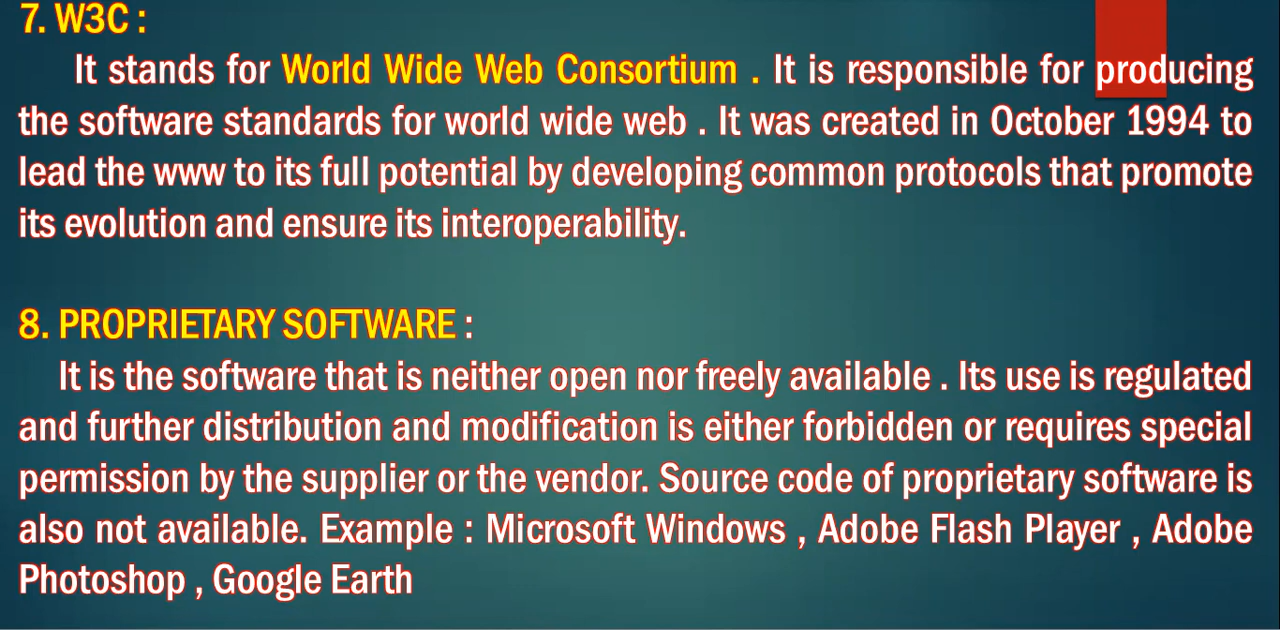 7. W3C :
It stands for World Wide Web Consortium . It is responsible for producing
the software standards for world wide web . It was created in October 1994 to
lead the www to its full potential by developing common protocols that promote
its evolution and ensure its interoperability.
8. PROPRIETARY SOFTWARE :
It is the software that is neither open nor freely available . Its use is regulated
and further distribution and modification is either forbidden or requires special
permission by the supplier or the vendor. Source code of proprietary software is
also not available. Example : Microsoft Windows , Adobe Flash Player , Adobe
Photoshop , Google Earth